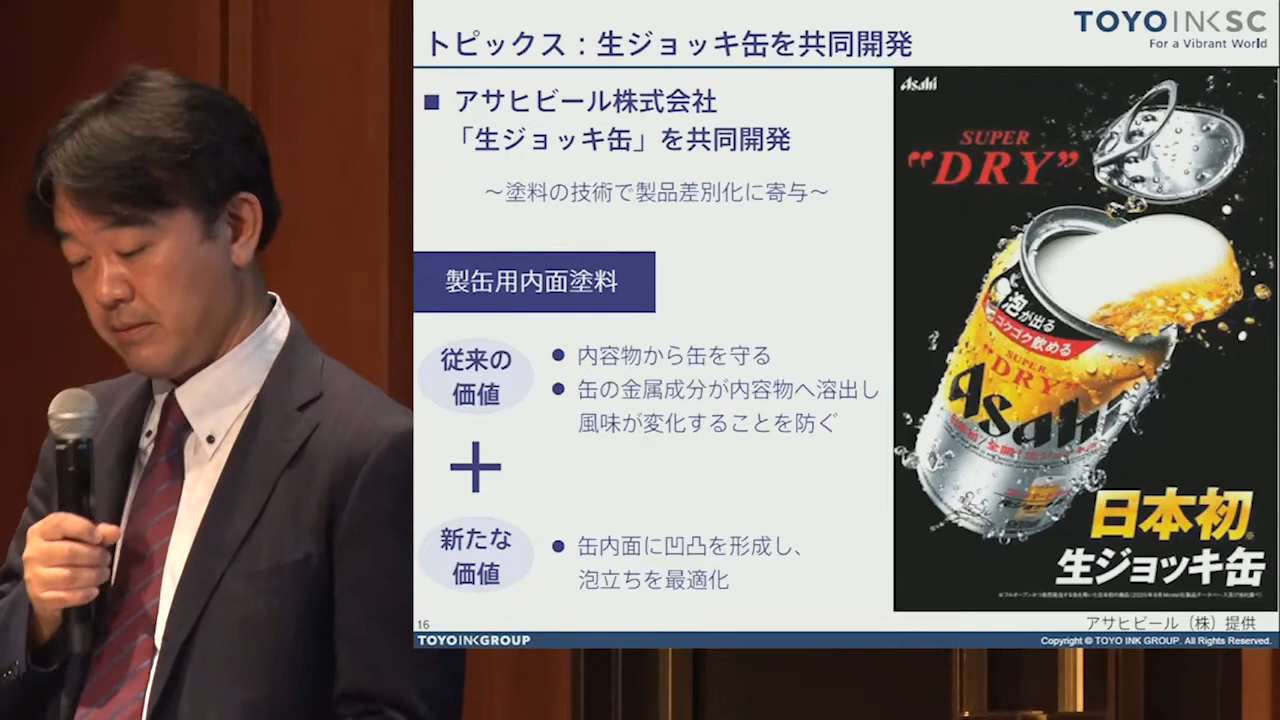 TOYO INK SC
For a Vibrant World
トピックス：生ジョッキ缶を共同開発
■ アサヒビール株式会社
「生ジョッキ缶」を共同開発
～塗料の技術で製品差別化に寄与～
製缶用内面塗料
従来の
価値
● 内容物から缶を守る
● 缶の金属成分が内容物へ溶出し
風味が変化することを防ぐ
＋
新たな
価値
● 缶内面に凹凸を形成し、
泡立ちを最適化
Asahi
SUPER
"DRY"
泡が出る
ゴクゴク飲める
SUPER
"DRY"
Asahi
日本初
生ジョッキ缶
アサヒビール（株）提供
16
TOYO INK GROUP
Copyright © TOYO INK GROUP. All Rights Reserved.